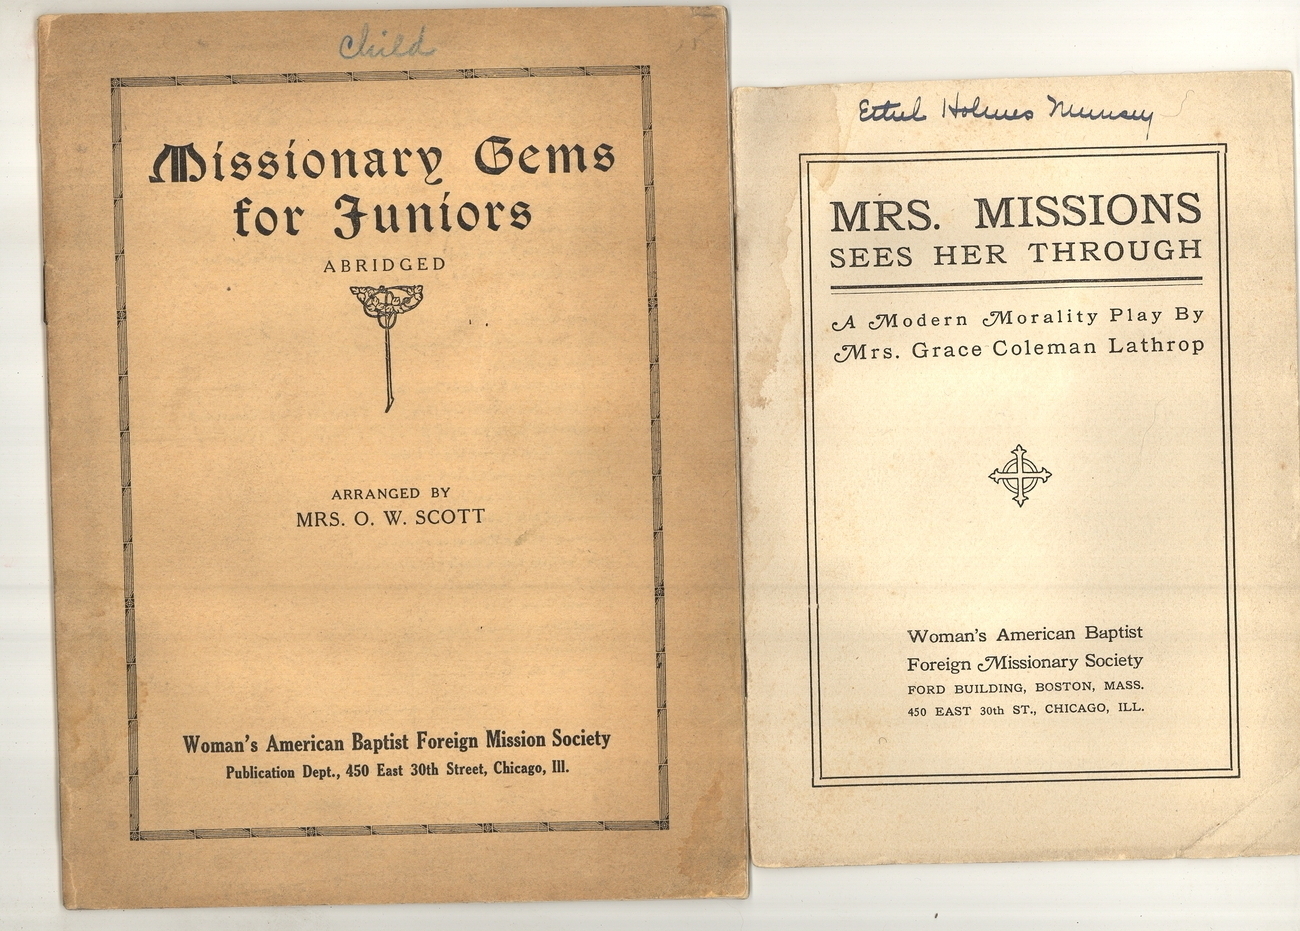 Child
Missionary Gems
for Juniors
ABRIDGED
ARRANGED BY
MRS. O. W. SCOTT
Woman's American Baptist Foreign Mission Society
Publication Dept., 450 East 30th Street, Chicago, Ill.
Ethel Holmes Munsey
MRS. MISSIONS
SEES HER THROUGH
A Modern Morality Play By
Mrs. Grace Coleman Lathrop
Woman's American Baptist
Foreign Missionary Society
FORD BUILDING, BOSTON, MASS.
450 EAST 30th ST., CHICAGO, ILL.